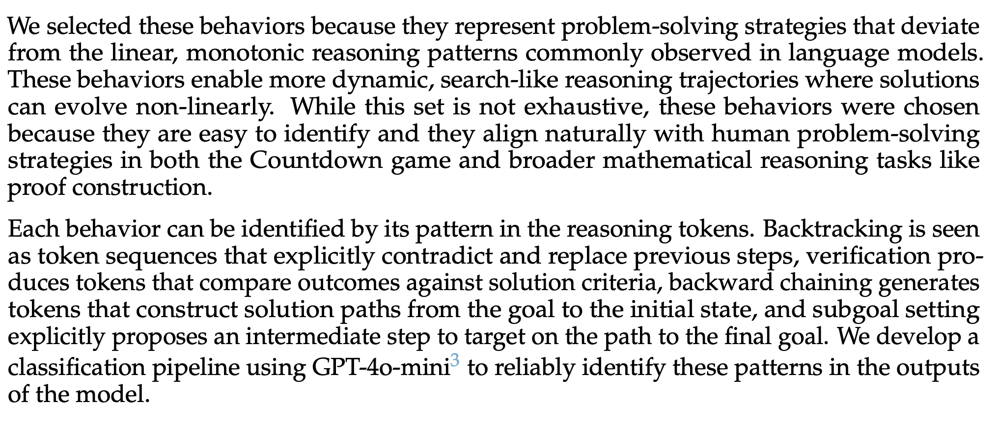 We selected these behaviors because they represent problem-solving strategies that deviate
from the linear, monotonic reasoning patterns commonly observed in language models.
These behaviors enable more dynamic, search-like reasoning trajectories where solutions
can evolve non-linearly. While this set is not exhaustive, these behaviors were chosen
because they are easy to identify and they align naturally with human problem-solving
strategies in both the Countdown game and broader mathematical reasoning tasks like
proof construction.
Each behavior can be identified by its pattern in the reasoning tokens. Backtracking is seen
as token sequences that explicitly contradict and replace previous steps, verification pro-
duces tokens that compare outcomes against solution criteria, backward chaining generates
tokens that construct solution paths from the goal to the initial state, and subgoal setting
explicitly proposes an intermediate step to target on the path to the final goal. We develop a
classification pipeline using GPT-4o-mini3 to reliably identify these patterns in the outputs
of the model.